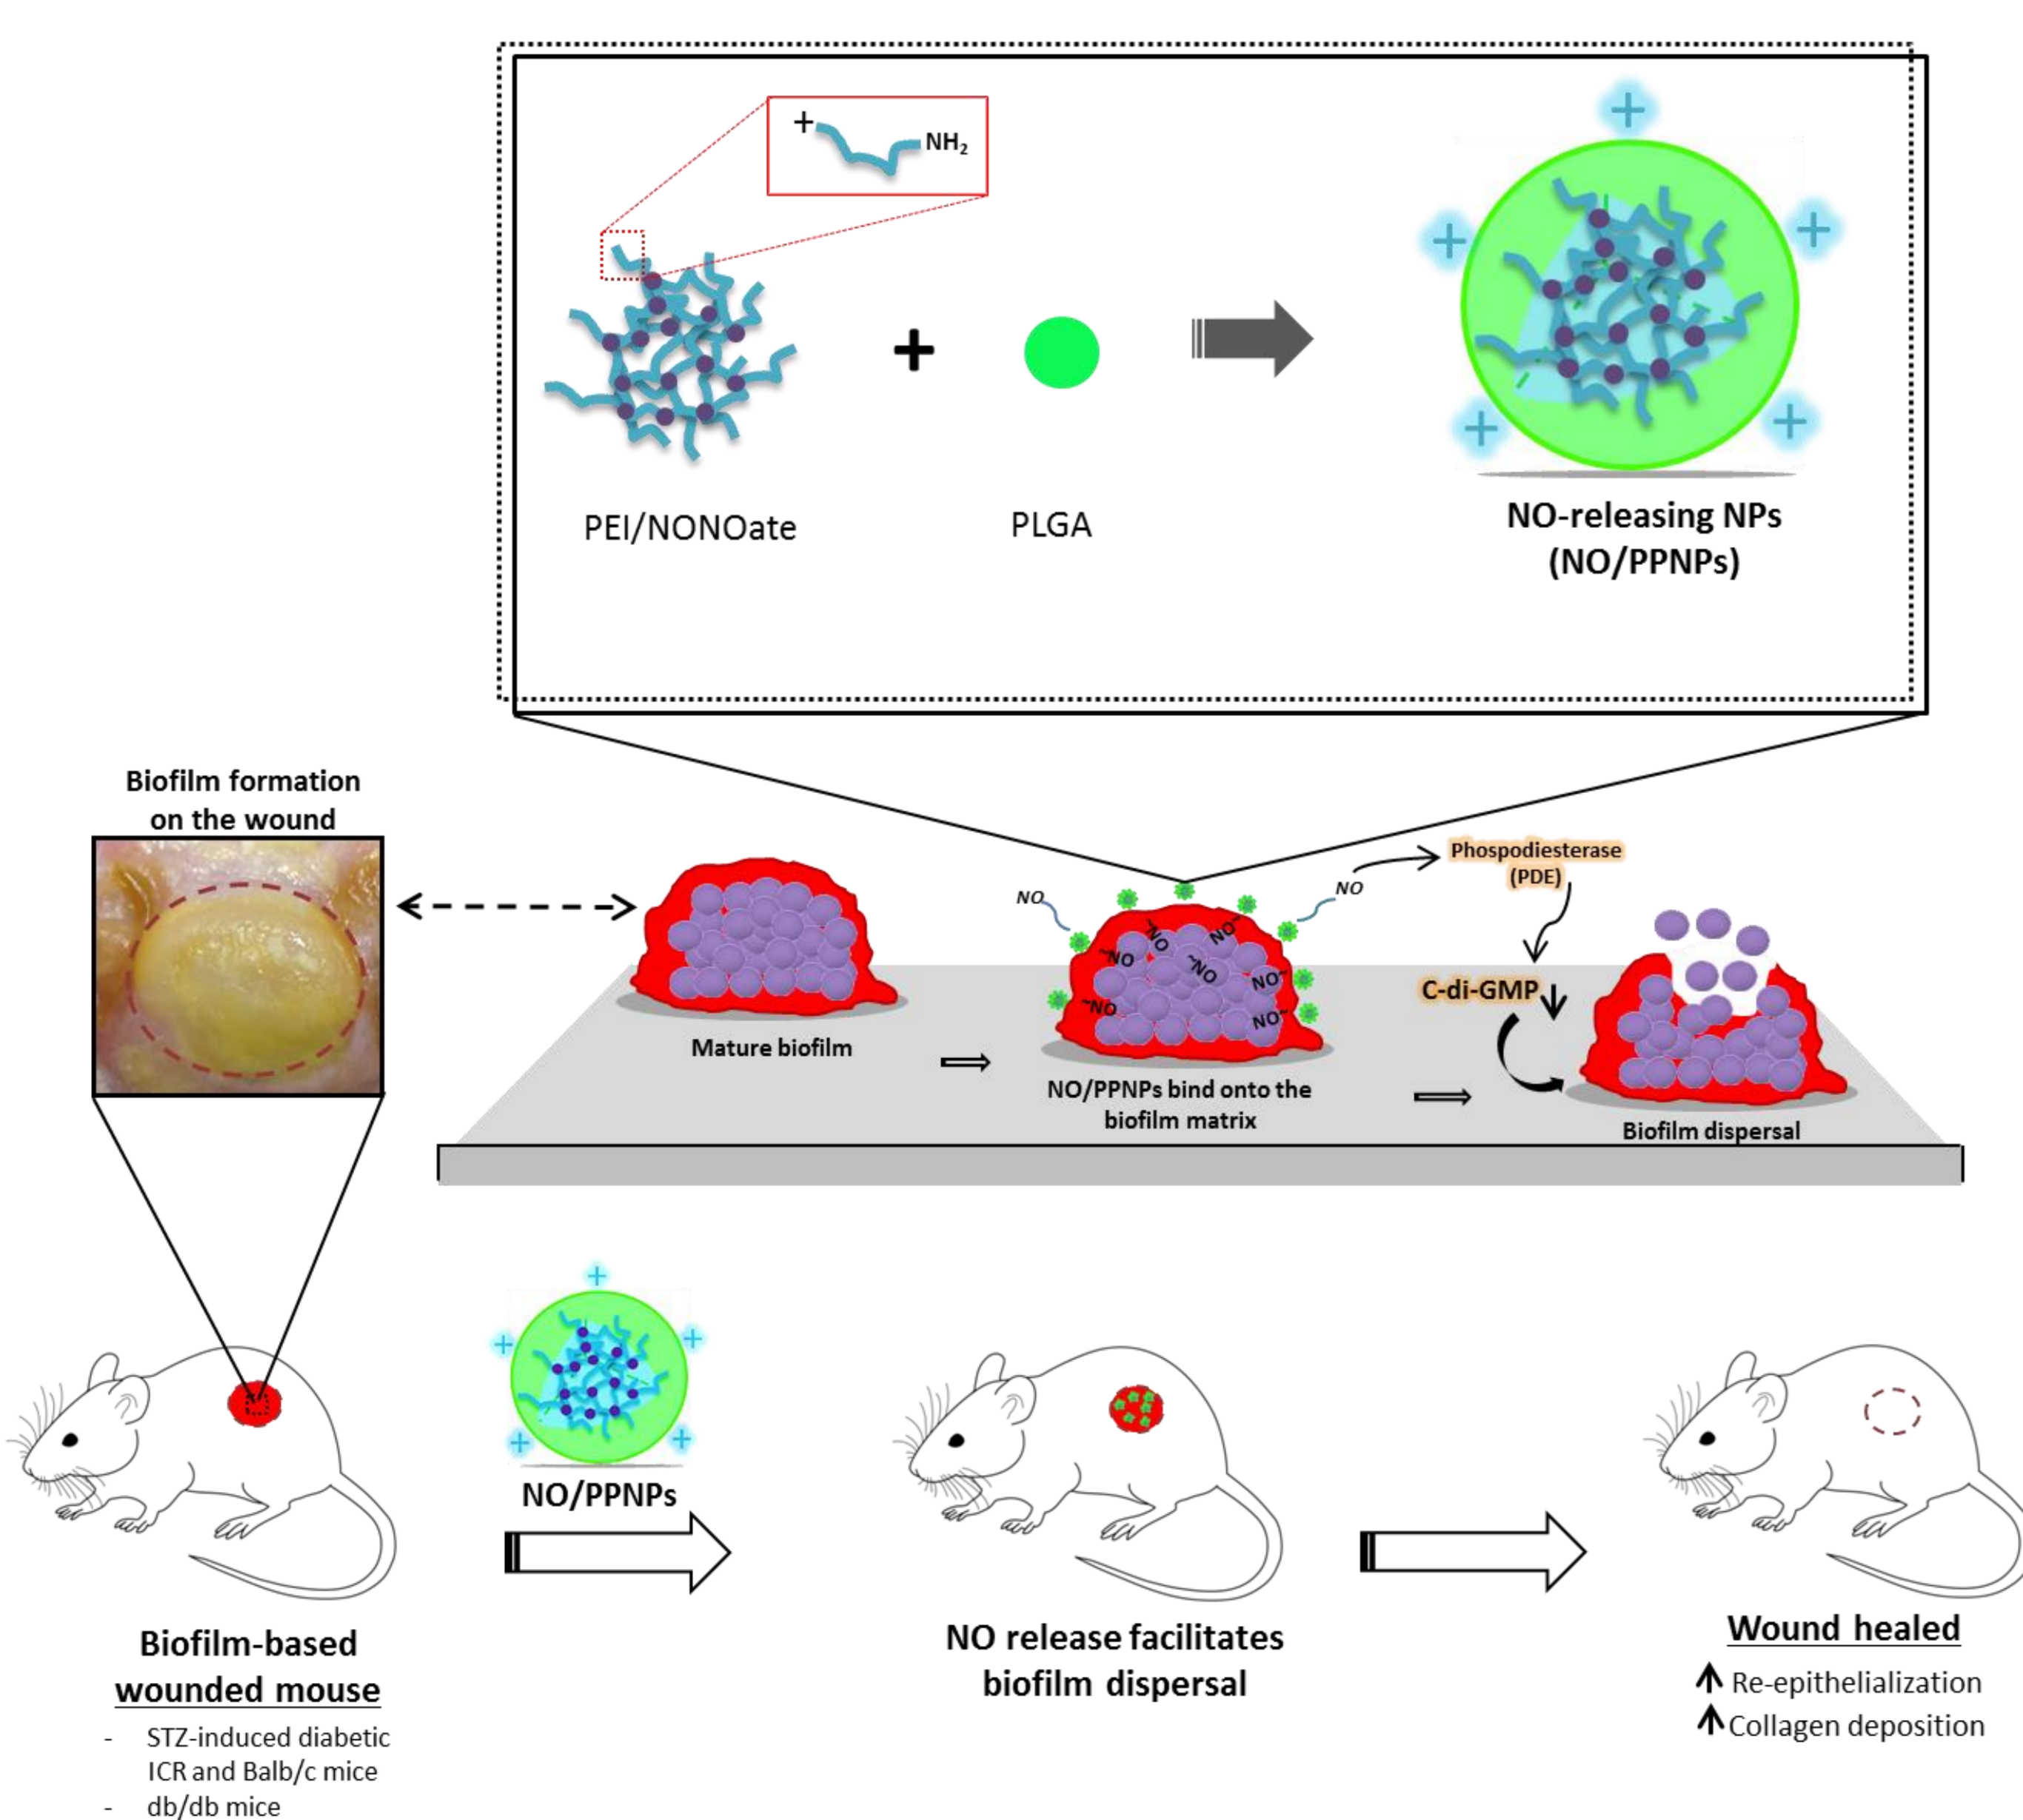 +
NH₂
+
+
+
+
+
+
+
PEI/NONOate
PLGA
NO-releasing NPs
(NO/PPNPs)
Biofilm formation
on the wound
Phospodiesterase
(PDE)
NO
NO
~NO
~NO
NO~
~NO
NO~
~NO
NO~
C-di-GMP
Mature biofilm
NO/PPNPs bind onto the
biofilm matrix
Biofilm dispersal
+
+
+
+
+
NO/PPNPs
Biofilm-based
wounded mouse
- STZ-induced diabetic
ICR and Balb/c mice
- db/db mice
NO release facilitates
biofilm dispersal
Wound healed
↑ Re-epithelialization
↑ Collagen deposition